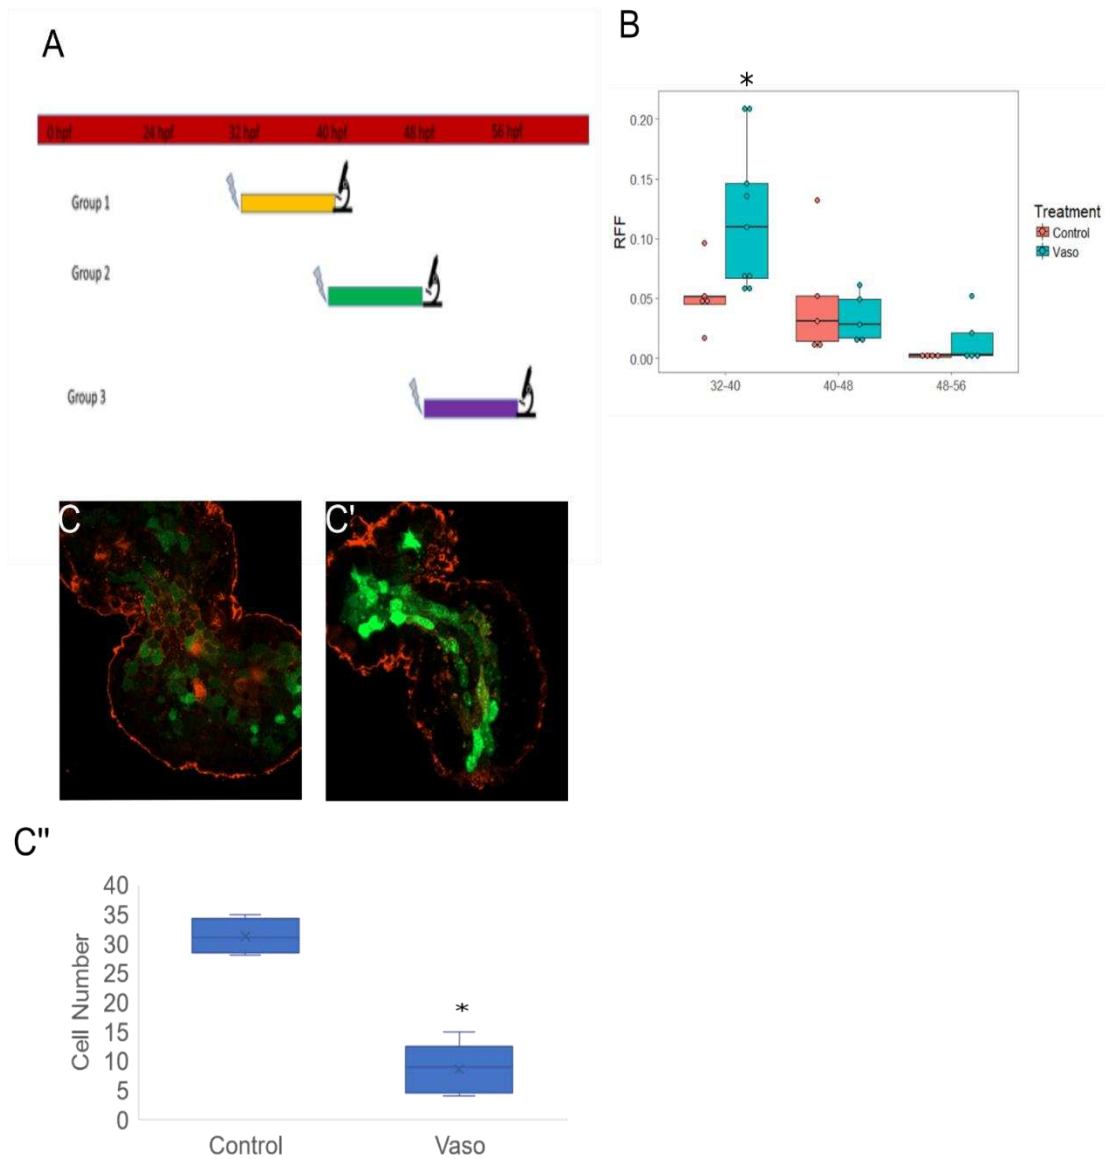 A
0 hpf 24 hpf 32 hpf 40 hpf 48 hpf 56 hpf
Group 1
Group 2
Group 3
B
*
0.20
0.15
0.10
0.05
0.00
RFF
32-40 40-48 48-56
Treatment
Control
Vaso
C
C'
C"
40
35
30
25
20
15
10
5
0
Cell Number
*
Control Vaso